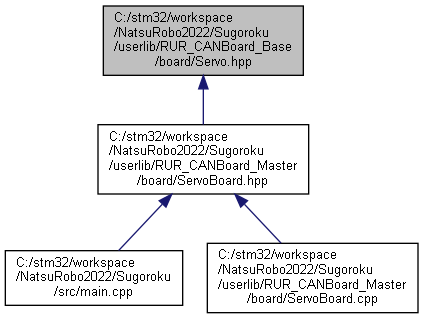 C:/stm32/workspace
/NatsuRobo2022/Sugoroku
/userlib/RUR_CANBoard_Base
/board/Servo.hpp
C:/stm32/workspace
/NatsuRobo2022/Sugoroku
/userlib/RUR_CANBoard_Master
/board/ServoBoard.hpp
C:/stm32/workspace
/NatsuRobo2022/Sugoroku
/src/main.cpp
C:/stm32/workspace
/NatsuRobo2022/Sugoroku
/userlib/RUR_CANBoard_Master
/board/ServoBoard.cpp